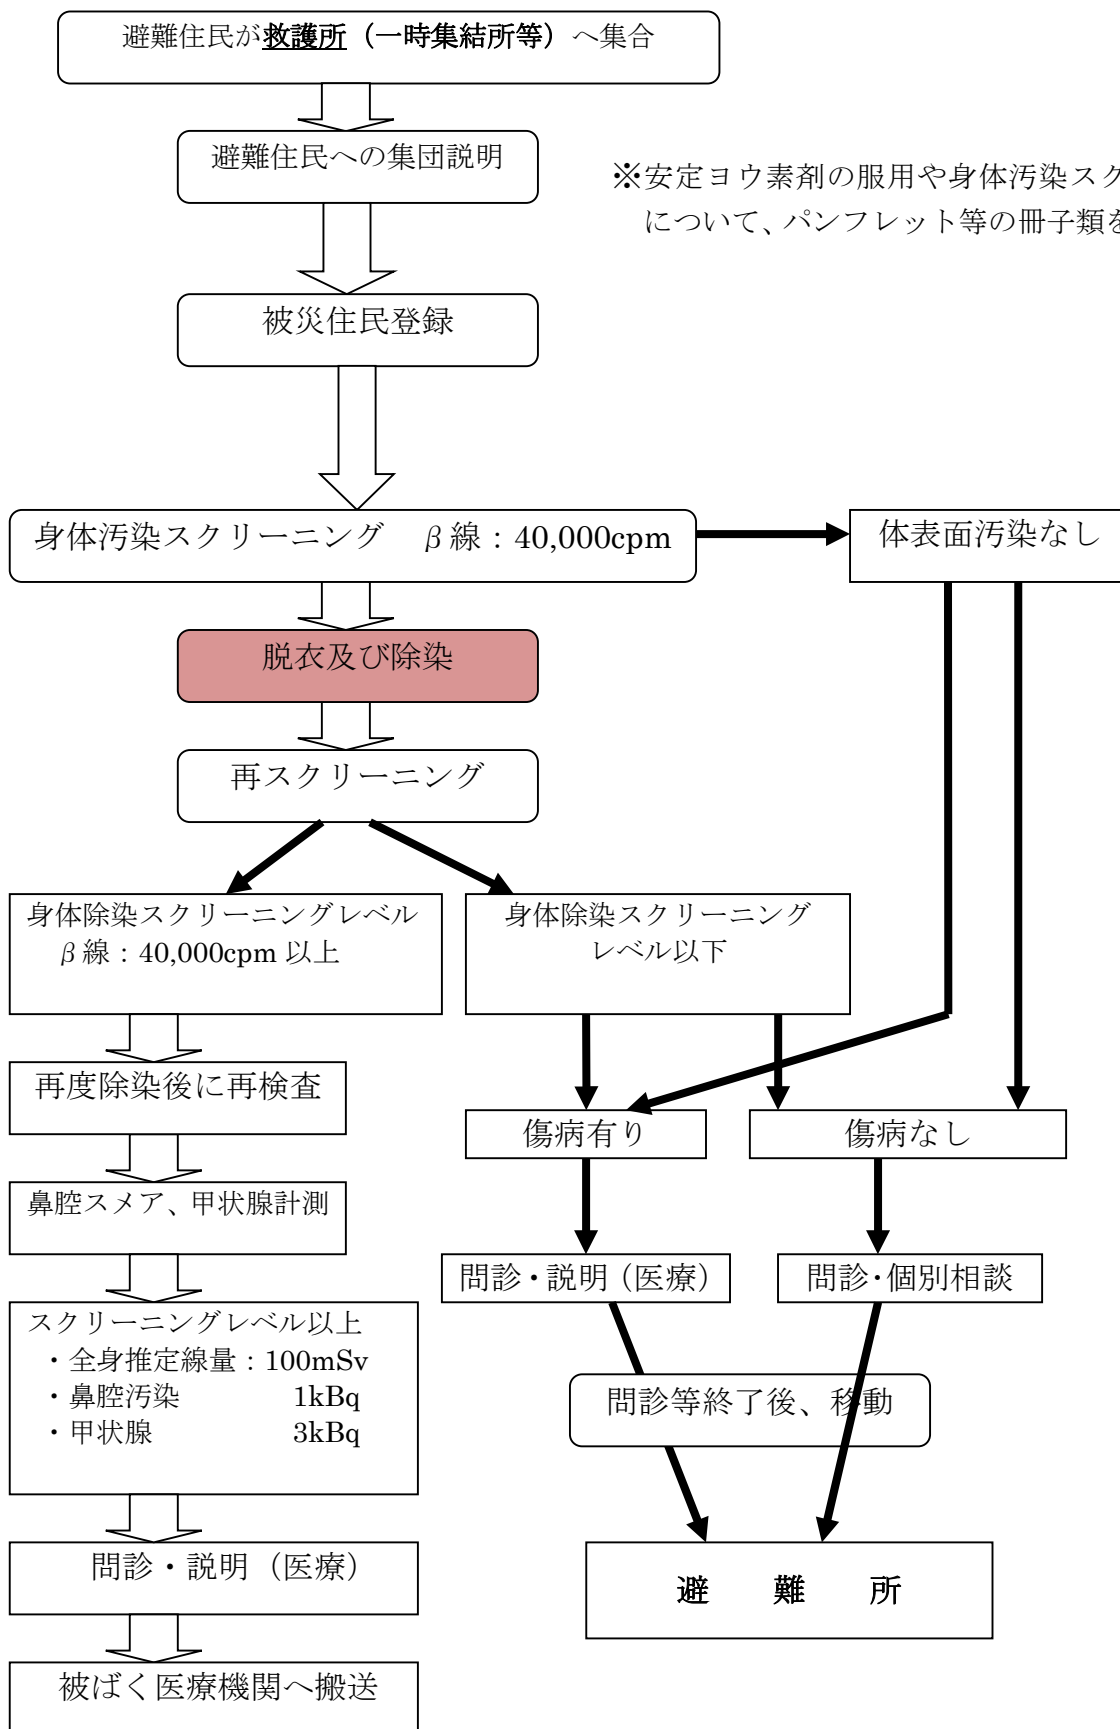 避難住民が救護所（一時集結所等）へ集合
避難住民への集団説明
※安定ヨウ素剤の服用や身体汚染スク
について、パンフレット等の冊子類を
被災住民登録
身体汚染スクリーニング　β線：40,000cpm
体表面汚染なし
脱衣及び除染
再スクリーニング
身体除染スクリーニングレベル
β線：40,000cpm 以上
身体除染スクリーニング
レベル以下
再度除染後に再検査
傷病有り
傷病なし
鼻腔スメア、甲状腺計測
問診・説明（医療）
問診・個別相談
スクリーニングレベル以上
・全身推定線量：100mSv
・鼻腔汚染　1kBq
・甲状腺　3kBq
問診等終了後、移動
問診・説明（医療）
避　難　所
被ばく医療機関へ搬送